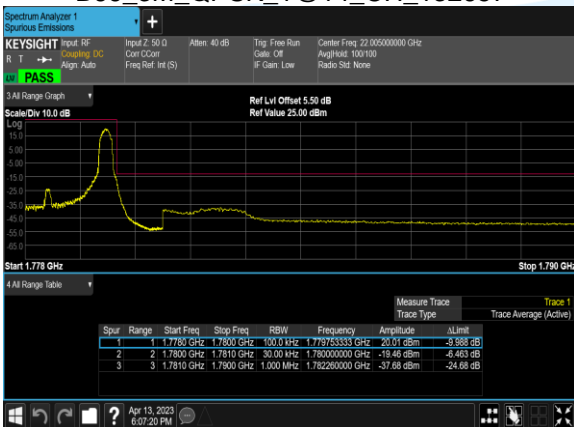 Spectrum Analyzer 1
Spurious Emissions
+
KEYSIGHT Input: RF Input Z: 50 Ω Atten: 40 dB Trig: Free Run Center Freq: 22.005000000 GHz
R T Coupling: DC Corr CCorr Gate: Off Avg|Hold: 100/100
Align: Auto Freq Ref: Int (S) IF Gain: Low Radio Std: None
PASS
3 All Range Graph
Ref Lvl Offset 5.50 dB
Scale/Div 10.0 dB Ref Value 25.00 dBm
Log
15.0
5.00
-5.00
-15.0
-25.0
-35.0
-45.0
-55.0
-65.0
Start 1.778 GHz Stop 1.790 GHz
4 All Range Table
Measure Trace Trace 1
Trace Type Trace Average (Active)
Spur Range Start Freq Stop Freq RBW Frequency Amplitude ΔLimit
1 1 1.7780 GHz 1.7800 GHz 100.0 kHz 1.779753333 GHz 20.01 dBm -9.988 dB
2 2 1.7800 GHz 1.7810 GHz 30.00 kHz 1.780000000 GHz -19.46 dBm -6.463 dB
3 3 1.7810 GHz 1.7900 GHz 1.000 MHz 1.782260000 GHz -37.68 dBm -24.68 dB
? Apr 13, 2023
6:07:20 PM